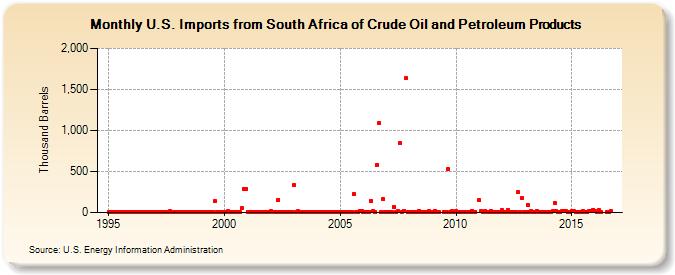 Monthly U.S. Imports from South Africa of Crude Oil and Petroleum Products
Thousand Barrels
2,000
1,500
1,000
500
0
1995 2000 2005 2010 2015
Source: U.S. Energy Information Administration